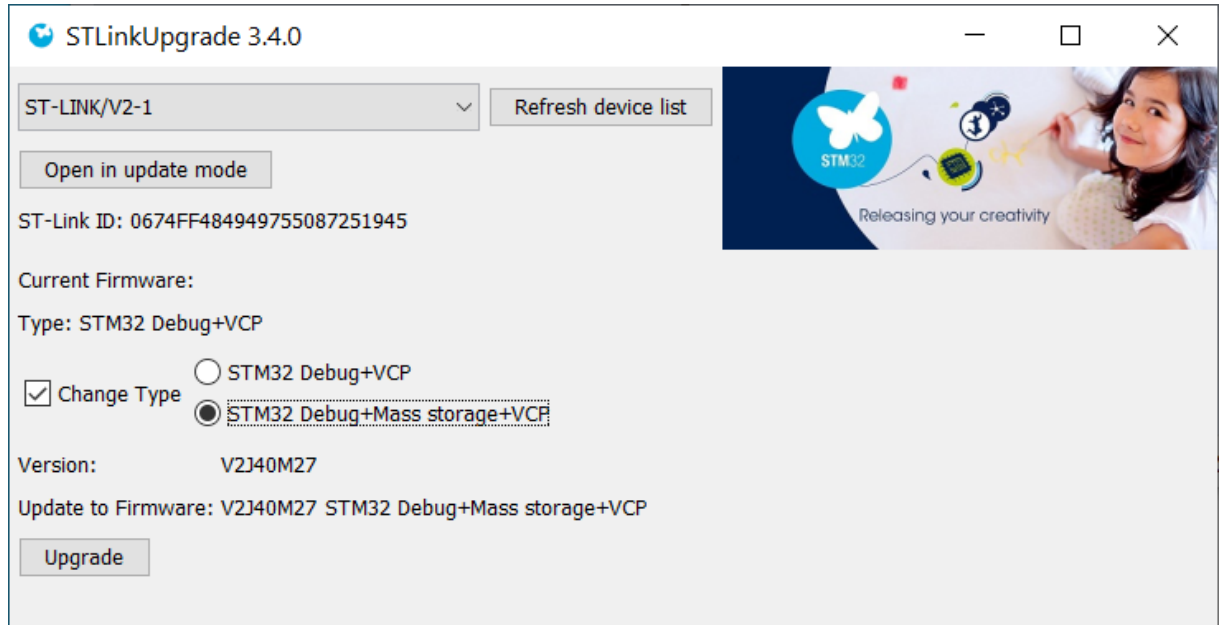 STLinkUpgrade 3.4.0
ST-LINK/V2-1
Refresh device list
Open in update mode
ST-Link ID: 0674FF484949755087251945
STM32
Releasing your creativity
Current Firmware:
Type: STM32 Debug+VCP
Change Type
STM32 Debug+VCP
STM32 Debug+Mass storage+VCP
Version: V2J40M27
Update to Firmware: V2J40M27 STM32 Debug+Mass storage+VCP
Upgrade